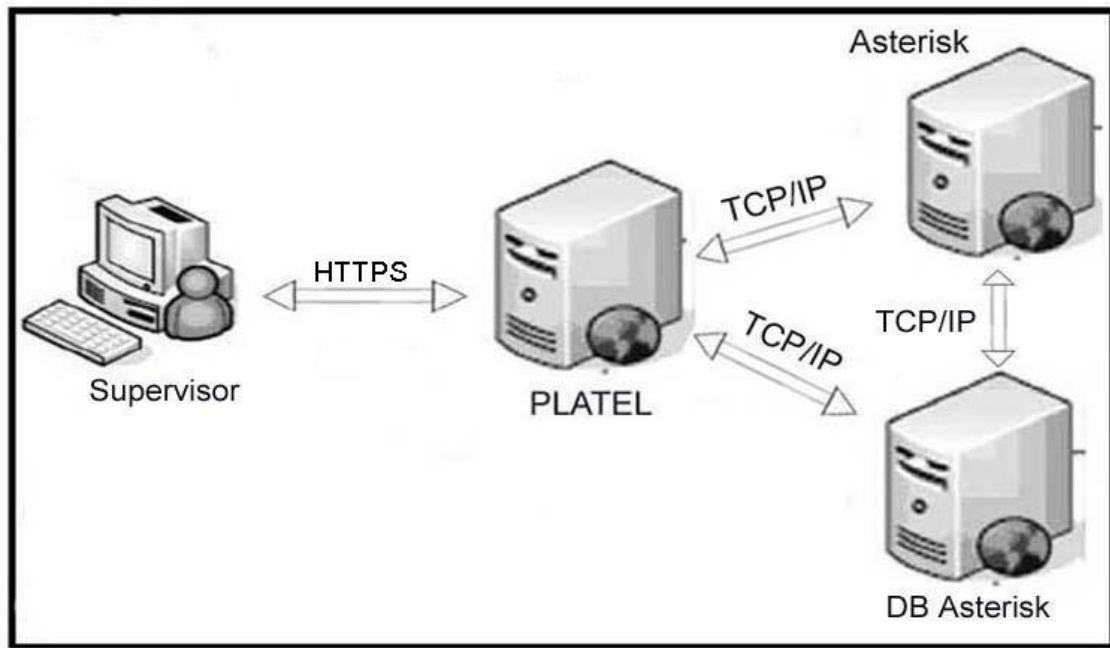 Asterisk
TCP/IP
HTTPS
TCP/IP
TCP/IP
Supervisor
PLATEL
DB Asterisk